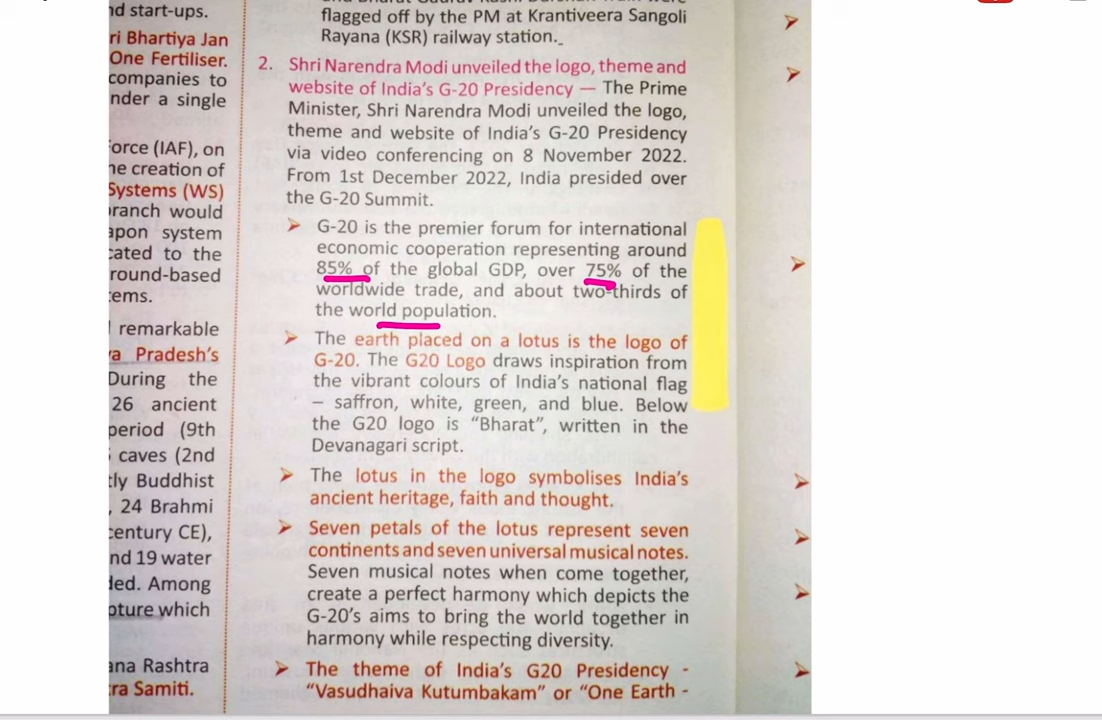 nd start-ups.
ri Bhartiya Jan
One Fertiliser.
companies to
nder a single
orce (IAF), on
he creation of
Systems (WS)
ranch would
apon system
cated to the
round-based
tems.
remarkable
a Pradesh's
During the
26 ancient
period (9th
caves (2nd
tly Buddhist
, 24 Brahmi
century CE),
nd 19 water
led. Among
pture which
ana Rashtra
ra Samiti.
flagged off by the PM at Krantiveera Sangoli
Rayana (KSR) railway station.
2. Shri Narendra Modi unveiled the logo, theme and
website of India's G-20 Presidency — The Prime
Minister, Shri Narendra Modi unveiled the logo,
theme and website of India's G-20 Presidency
via video conferencing on 8 November 2022.
From 1st December 2022, India presided over
the G-20 Summit.
➢ G-20 is the premier forum for international
economic cooperation representing around
85% of the global GDP, over 75% of the
worldwide trade, and about two-thirds of
the world population.
➢ The earth placed on a lotus is the logo of
G-20. The G20 Logo draws inspiration from
the vibrant colours of India's national flag
– saffron, white, green, and blue. Below
the G20 logo is "Bharat", written in the
Devanagari script.
➢ The lotus in the logo symbolises India's
ancient heritage, faith and thought.
➢ Seven petals of the lotus represent seven
continents and seven universal musical notes.
Seven musical notes when come together,
create a perfect harmony which depicts the
G-20's aims to bring the world together in
harmony while respecting diversity.
➢ The theme of India's G20 Presidency -
"Vasudhaiva Kutumbakam" or "One Earth -